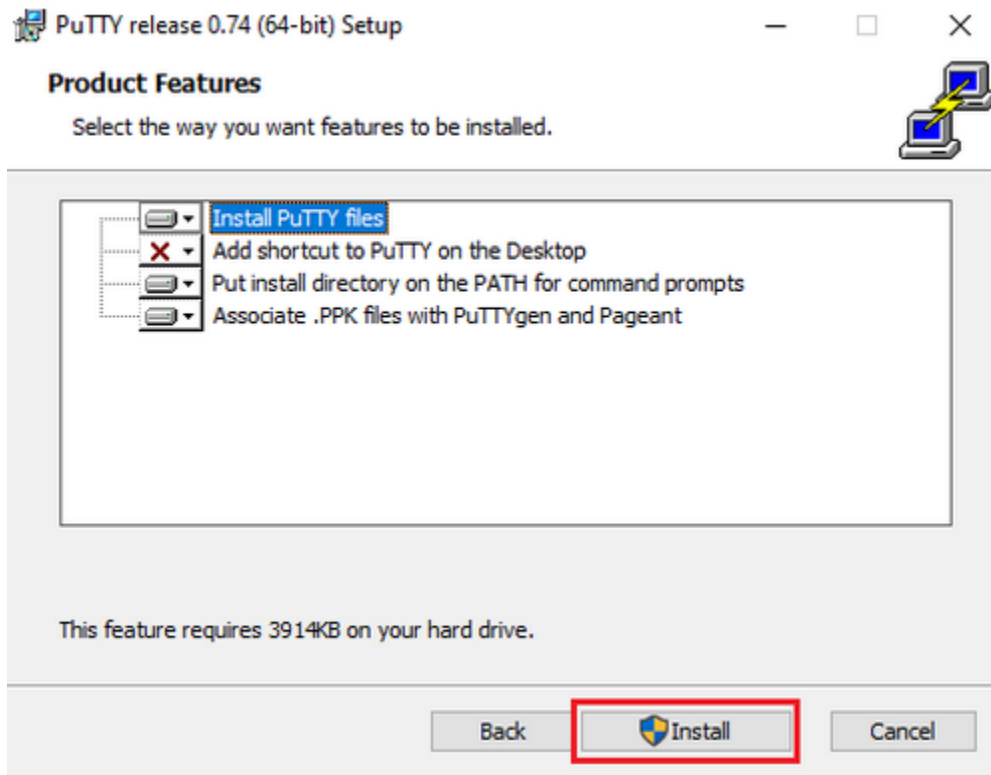 PuTTY release 0.74 (64-bit) Setup
Product Features
Select the way you want features to be installed.
Install PuTTY files
Add shortcut to PuTTY on the Desktop
Put install directory on the PATH for command prompts
Associate .PPK files with PuTTYgen and Pageant
This feature requires 3914KB on your hard drive.
Back Install Cancel